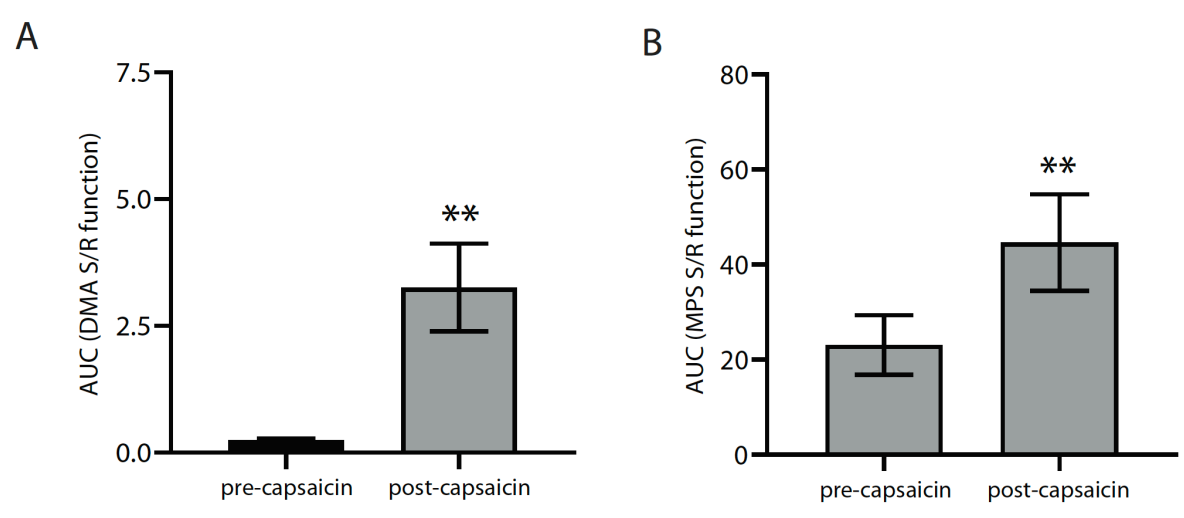 A
AUC (DMA S/R function)
7.5
5.0
2.5
0.0
**
pre-capsaicin
post-capsaicin
B
AUC (MPS S/R function)
80
60
40
20
0
**
pre-capsaicin
post-capsaicin